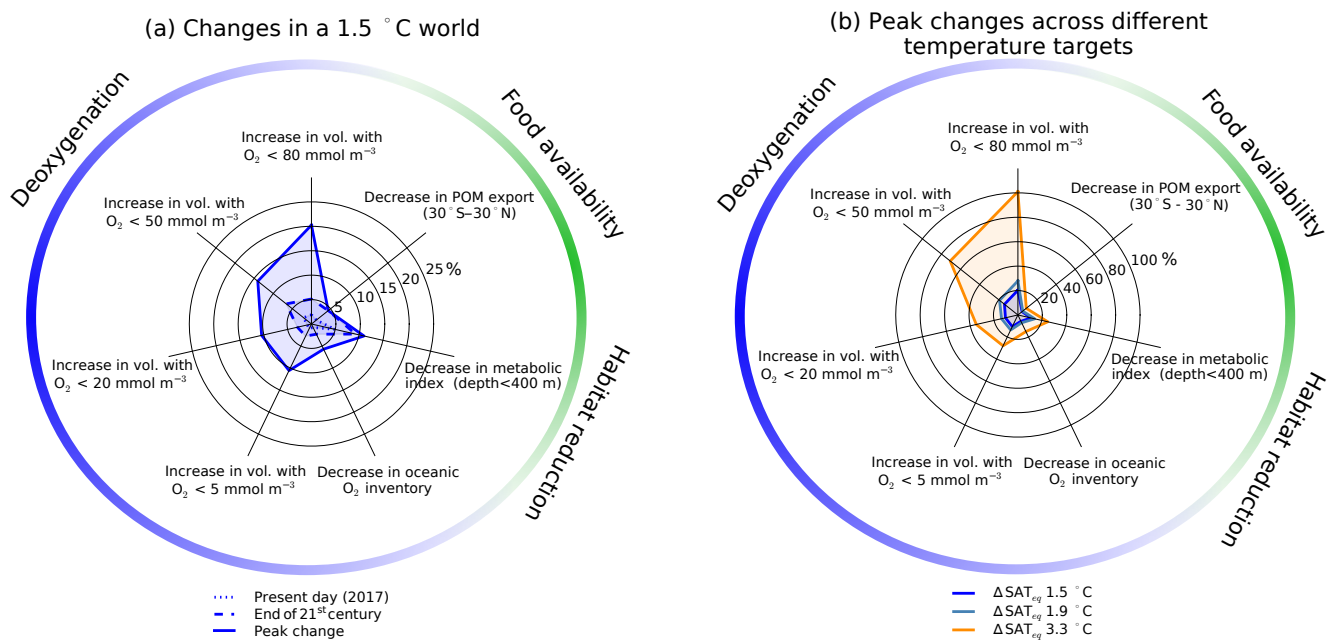 (a) Changes in a 1.5 °C world
Deoxygenation
Food availability
Habitat reduction
Increase in vol. with
O₂ < 80 mmol m⁻³
Decrease in POM export
(30°S–30°N)
Increase in vol. with
O₂ < 50 mmol m⁻³
5
10
15
20
25 %
Increase in vol. with
O₂ < 20 mmol m⁻³
Decrease in metabolic
index (depth<400 m)
Increase in vol. with
O₂ < 5 mmol m⁻³
Decrease in oceanic
O₂ inventory
Present day (2017)
End of 21ˢᵗ century
Peak change
(b) Peak changes across different
temperature targets
Deoxygenation
Food availability
Habitat reduction
Increase in vol. with
O₂ < 80 mmol m⁻³
Decrease in POM export
(30°S - 30°N)
Increase in vol. with
O₂ < 50 mmol m⁻³
20
40
60
80
100 %
Increase in vol. with
O₂ < 20 mmol m⁻³
Decrease in metabolic
index (depth<400 m)
Increase in vol. with
O₂ < 5 mmol m⁻³
Decrease in oceanic
O₂ inventory
Δ SAT_eq 1.5 °C
Δ SAT_eq 1.9 °C
Δ SAT_eq 3.3 °C